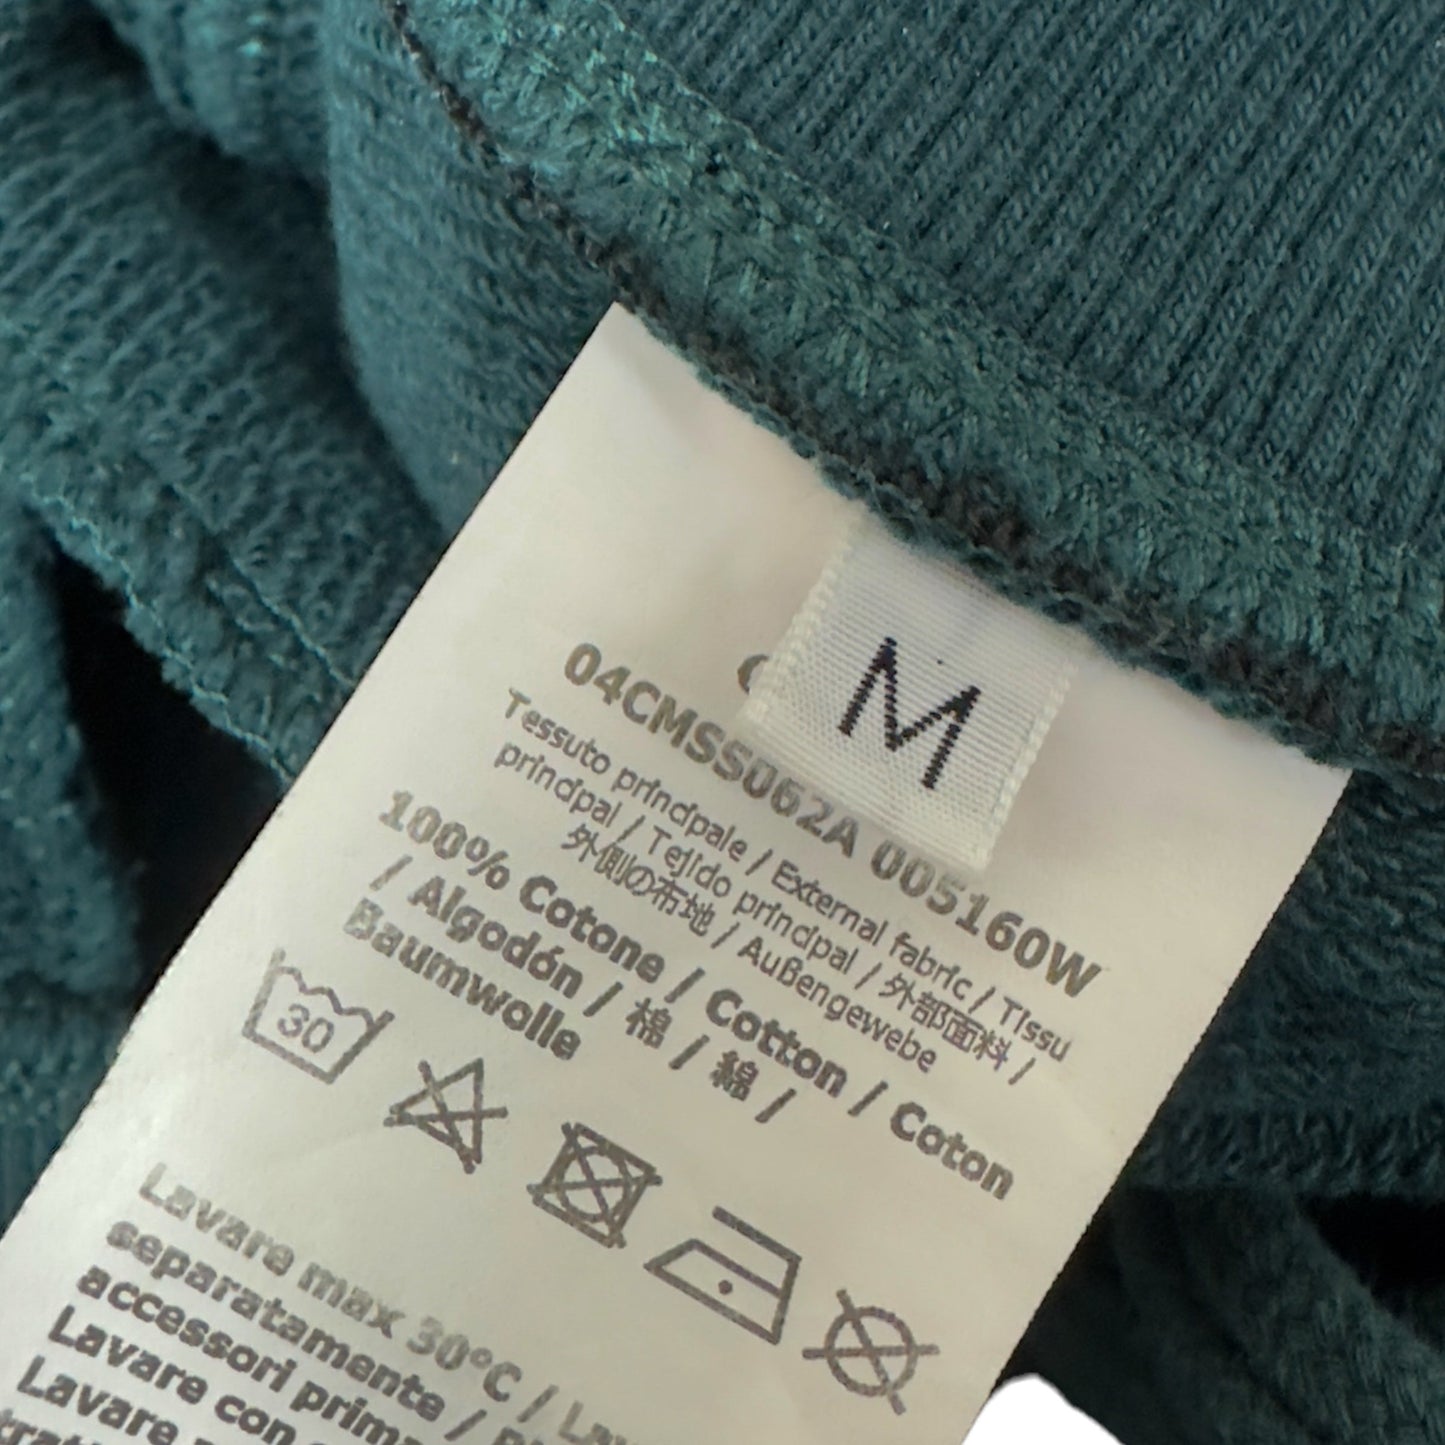 M
04CMSS062A 005160W
Tessuto principale / External fabric / Tissu
principal / Tejido principal / 外部面料 /
外側の布地 / Außengewebe
100% Cotone / Cotton / Coton
/ Algodón / 棉 / 綿 /
Baumwolle
30
Lavare max 30°C /
separatamente /
accessori
Lavare con
Lavare